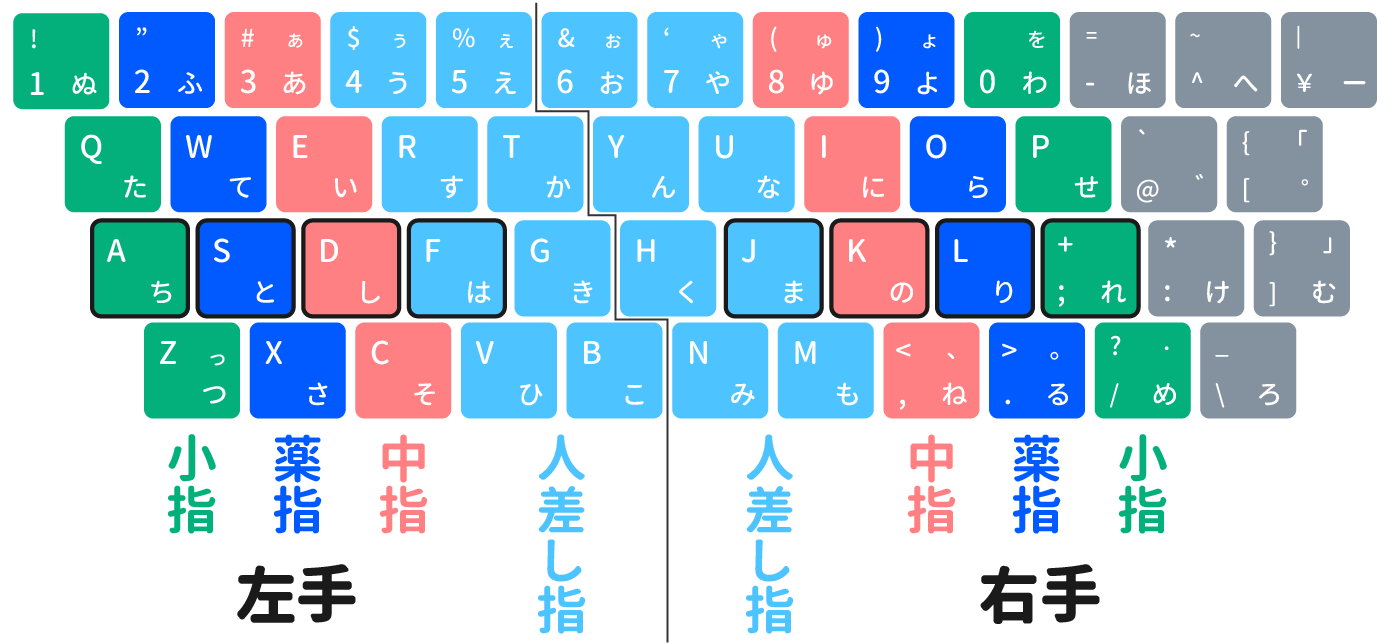 ! ” # ぁ $ ぅ % ぇ & ぉ ‘ ゃ ( ゅ ) ょ を = ~ |
1 ぬ 2 ふ 3 あ 4 う 5 え 6 お 7 や 8 ゆ 9 よ 0 わ - ほ ^ へ ¥ ー
Q W E R T Y U I O P ` { 「
た て い す か ん な に ら せ @ ゛ [ ゜
A S D F G H J K L + * } 」
ち と し は き く ま の り ; れ : け ] む
Z っ X C V B N M < 、 > 。 ? ・ _
つ さ そ ひ こ み も , ね . る / め \ ろ
小指 薬指 中指 人差し指 人差し指 中指 薬指 小指
左手 右手